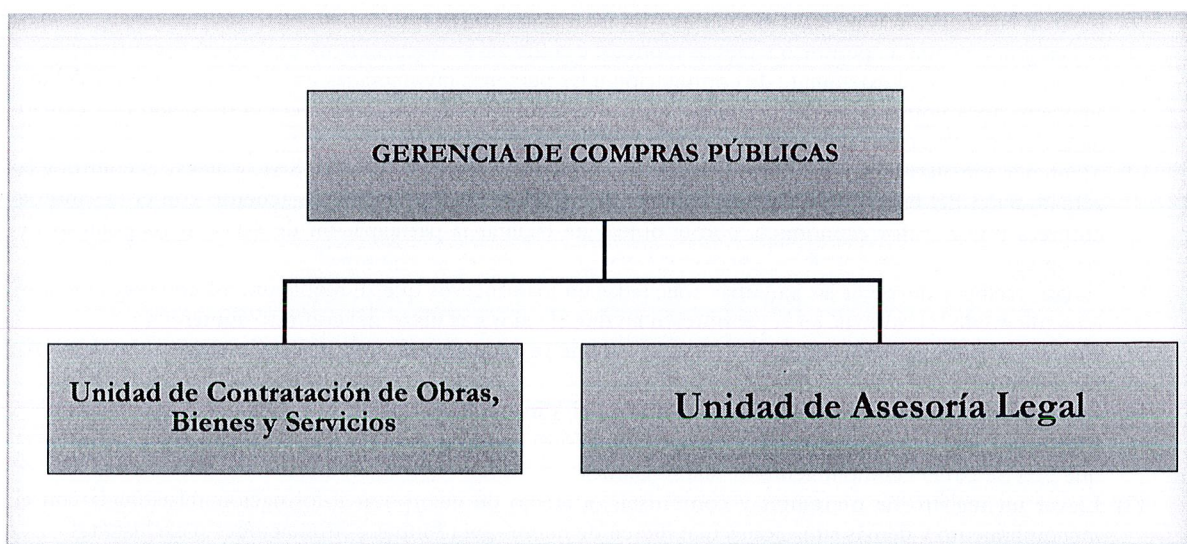 GERENCIA DE COMPRAS PÚBLICAS
Unidad de Contratación de Obras,
Bienes y Servicios
Unidad de Asesoría Legal